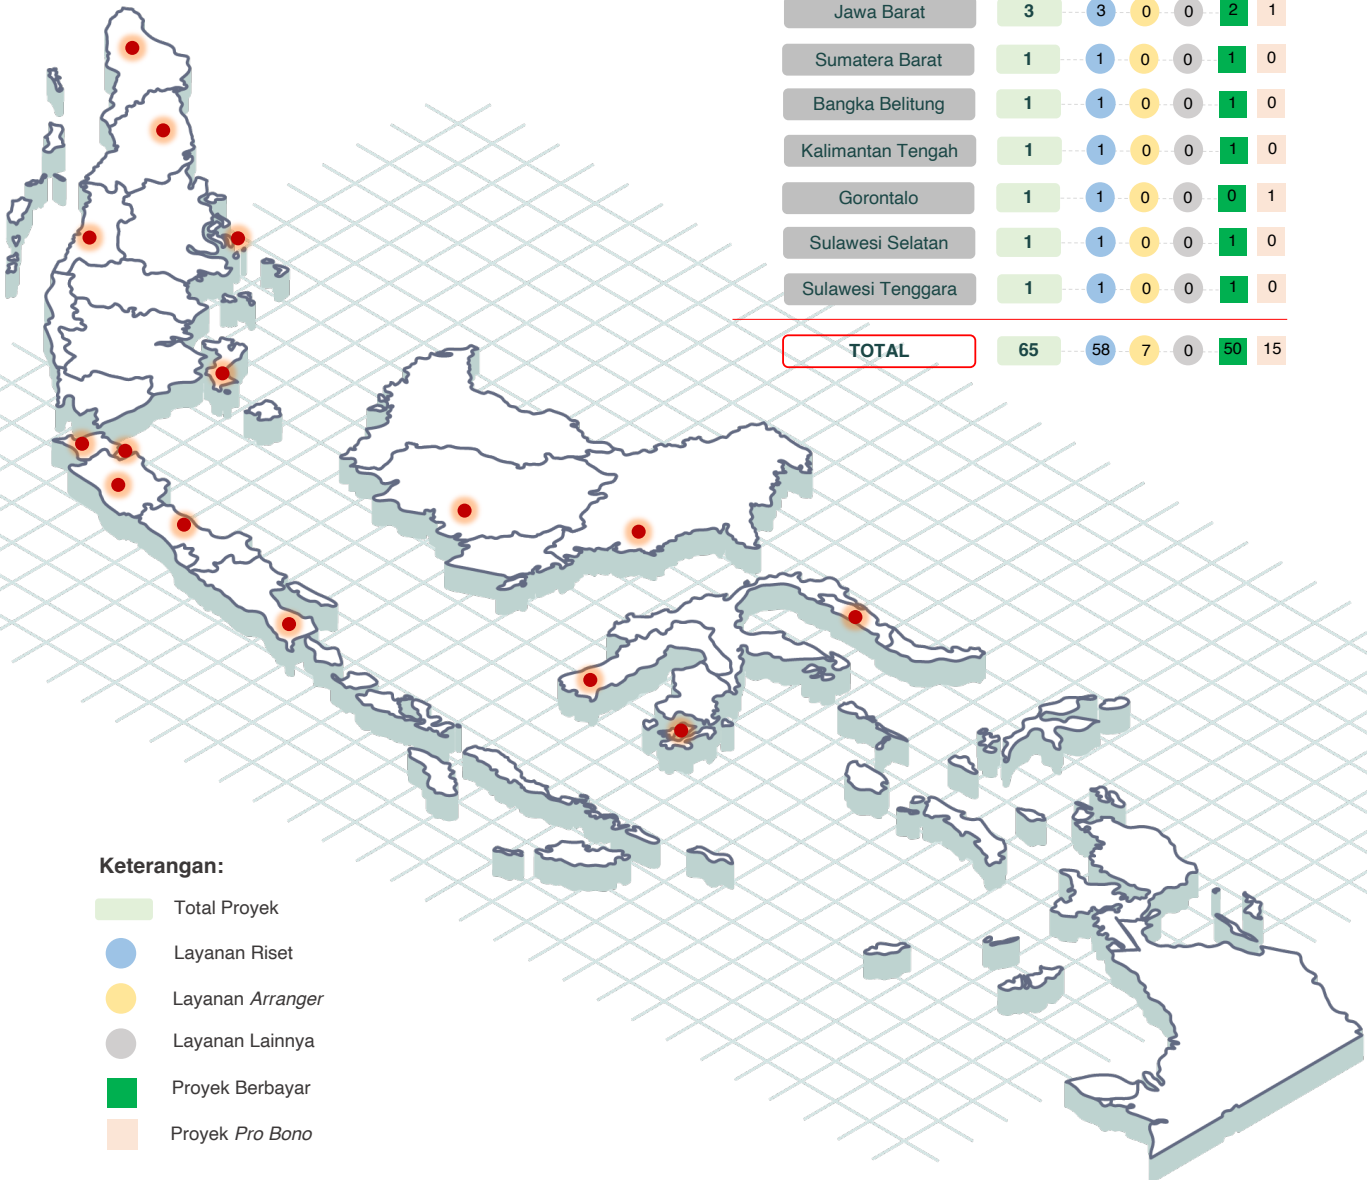 Jawa Barat 3 3 0 0 2 1
Sumatera Barat 1 1 0 0 1 0
Bangka Belitung 1 1 0 0 1 0
Kalimantan Tengah 1 1 0 0 1 0
Gorontalo 1 1 0 0 0 1
Sulawesi Selatan 1 1 0 0 1 0
Sulawesi Tenggara 1 1 0 0 1 0
TOTAL 65 58 7 0 50 15
Keterangan:
Total Proyek
Layanan Riset
Layanan Arranger
Layanan Lainnya
Proyek Berbayar
Proyek Pro Bono